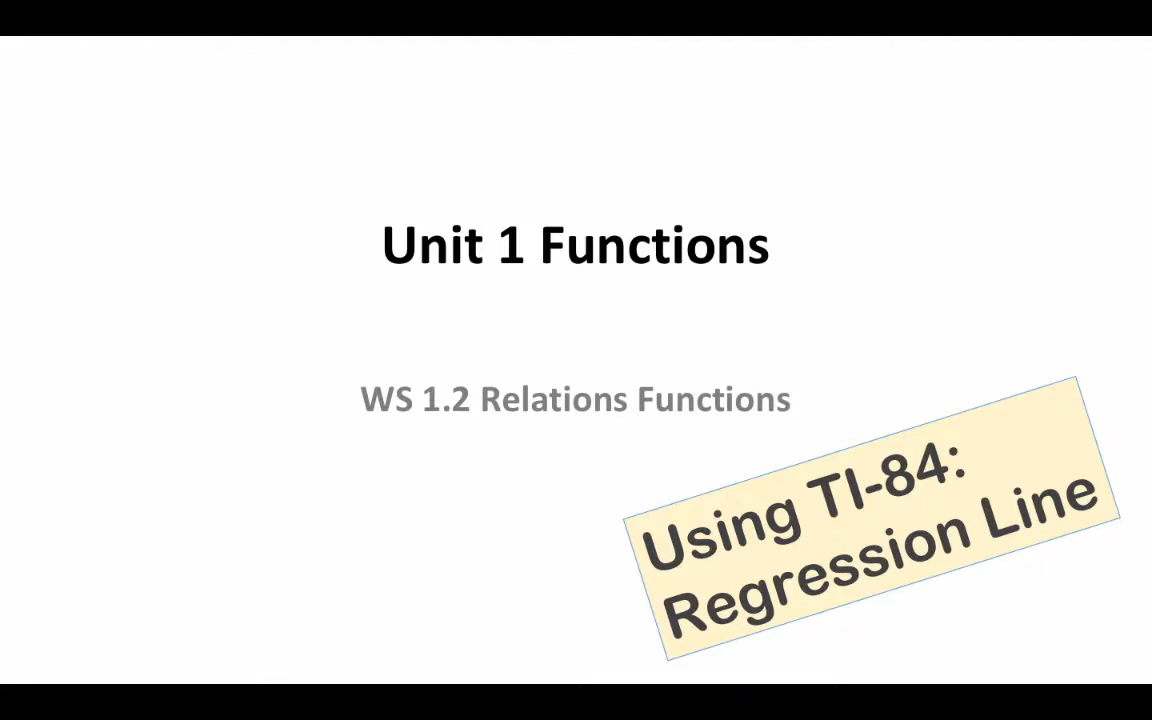 Unit 1 Functions
WS 1.2 Relations Functions
Using TI-84:
Regression Line